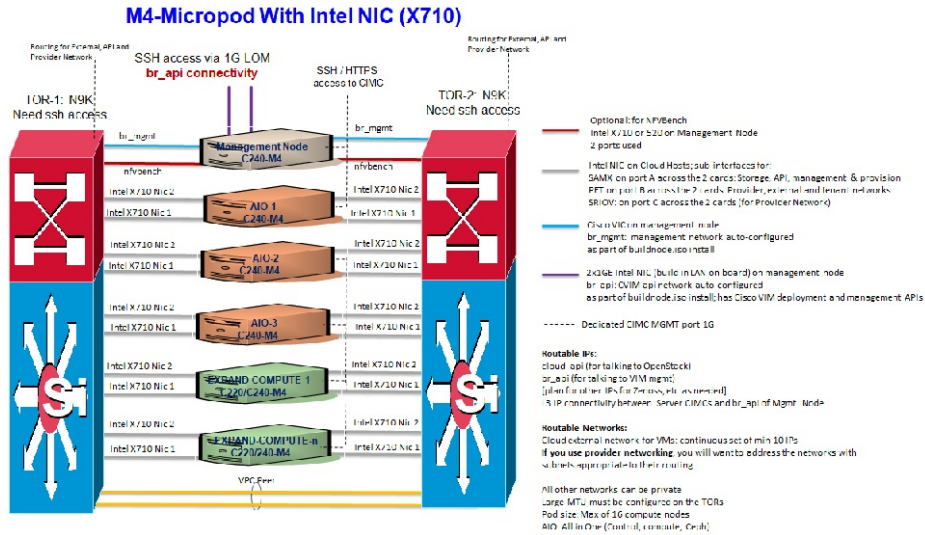 M4-Micropod With Intel NIC (X710)
Routing for External, API and
Provider Network
SSH access via 1G LOM
br_api connectivity
SSH / HTTPS
access to CIMC
Routing for External, API and
Provider Network
TOR-1: N9K
Need ssh access
TOR-2: N9K
Need ssh access
br_mgmt
br_mgmt
Management Node
C240-M4
nfvbench
nfvbench
Intel X710 Nic 2
Intel X710 Nic 2
AIO-1
C240-M4
Intel X710 Nic 1
Intel X710 Nic 1
Intel X710 Nic 2
Intel X710 Nic 2
AIO-2
C240-M4
Intel X710 Nic 1
Intel X710 Nic 1
Intel X710 Nic 2
Intel X710 Nic 2
AIO-3
C240-M4
Intel X710 Nic 1
Intel X710 Nic 1
Intel X710 Nic 2
Intel X710 Nic 2
EXPAND COMPUTE 1
C220/C240-M4
Intel X710 Nic 1
Intel X710 Nic 1
Intel X710 Nic 2
Intel X710 Nic 2
EXPAND-COMPUTE-n
C220/240-M4
Intel X710 Nic 1
Intel X710 Nic 1
Si
Si
VPC Peer
Optional: for NFVBench
Intel X710 or 520 on Management Node
2 ports used
Intel NIC on Cloud Hosts; sub-interfaces for:
SAMX on port A across the 2 cards: Storage, API, management & provision
PET on port B across the 2 cards: Provider, external and tenant networks
SRIOV: on port C across the 2 cards (for Provider Network)
Cisco VIC on management node
br_mgmt: management network auto-configured
as part of buildnode.iso install
2x1GE Intel NIC (build in LAN on board) on management node
br_api: CVIM api network auto-configured
as part of buildnode.iso install; has Cisco VIM deployment and management APIs
Dedicated CIMC MGMT port 1G
Routable IPs:
cloud_api (for talking to OpenStack)
br_api (for talking to VIM mgmt)
[plan for other IPs for Zenoss, etc as needed]
L3 IP connectivity between Server CIMCs and br_api of Mgmt. Node
Routable Networks:
Cloud external network for VMs: continuous set of min 10 IPs
If you use provider networking, you will want to address the networks with
subnets appropriate to their routing
All other networks can be private
Large MTU must be configured on the TORs
Pod size: Max of 16 compute nodes
AIO: All in One (Control, compute, Ceph)